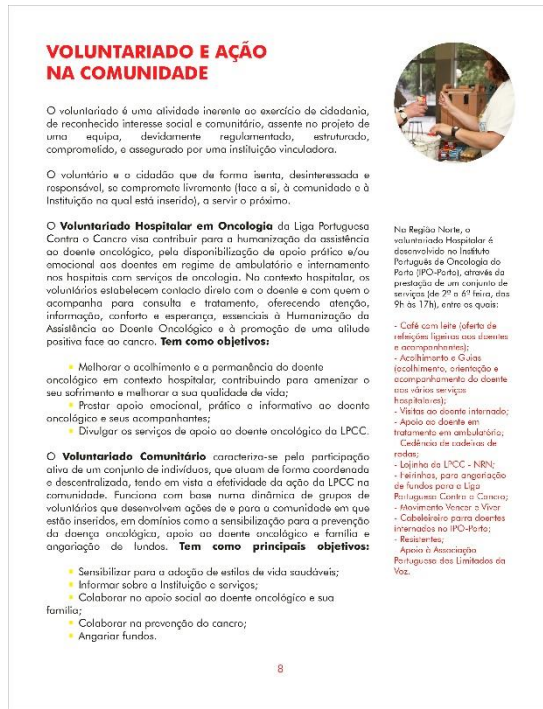 VOLUNTARIADO E AÇÃO
NA COMUNIDADE
O voluntariado é uma atividade inerente ao exercício de cidadania,
de reconhecido interesse social e comunitário, assente no projeto de
uma equipa, devidamente regulamentado, estruturado,
comprometido, e assegurado por uma instituição vinculadora.
O voluntário e o cidadão que de forma isenta, desinteressada e
responsável, se compromete livremente (face a si, à comunidade e à
Instituição na qual está inserido), a servir o próximo.
O Voluntariado Hospitalar em Oncologia da Liga Portuguesa
Contra o Cancro visa contribuir para a humanização da assistência
ao doente oncológico, pela disponibilização de apoio prático e/ou
emocional aos doentes em regime de ambulatório e internamento
nos hospitais com serviços de oncologia. No contexto hospitalar, os
voluntários estabelecem contacto direto com o doente e com quem o
acompanha para consulta e tratamento, oferecendo atenção,
informação, conforto e esperança, essenciais à Humanização da
Assistência ao Doente Oncológico e à promoção de uma atitude
positiva face ao cancro. Tem como objetivos:
• Melhorar o acolhimento e a permanência do doente
oncológico em contexto hospitalar, contribuindo para amenizar o
seu sofrimento e melhorar a sua qualidade de vida;
• Prestar apoio emocional, prático e informativo ao doente
oncológico e seus acompanhantes;
• Divulgar os serviços de apoio ao doente oncológico da LPCC.
O Voluntariado Comunitário caracteriza-se pela participação
ativa de um conjunto de indivíduos, que atuam de forma coordenada
e descentralizada, tendo em vista a efetividade da ação da LPCC na
comunidade. Funciona com base numa dinâmica de grupos de
voluntários que desenvolvem ações de e para a comunidade em que
estão inseridos, em domínios como a sensibilização para a prevenção
da doença oncológica, apoio ao doente oncológico e família e
angariação de fundos. Tem como principais objetivos:
• Sensibilizar para a adoção de estilos de vida saudáveis;
• Informar sobre a Instituição e serviços;
• Colaborar no apoio social ao doente oncológico e sua
família;
• Colaborar na prevenção do cancro;
• Angariar fundos.
Na Região Norte, o
voluntariado Hospitalar é
desenvolvido no Instituto
Português de Oncologia do
Porto (IPO-Porto), através da
prestação de um conjunto de
serviços (de 2ª a 6ª feira, das
9h às 17h), entre os quais:
- Café com leite (oferta de
refeições ligeiras aos doentes
e acompanhantes);
- Acolhimento e Guias
(acolhimento, orientação e
acompanhamento do doente
aos vários serviços
hospitalares);
- Visitas ao doente internado;
- Apoio ao doente em
tratamento em ambulatório;
- Cedência de cadeiras de
rodas;
- Lojinha da LPCC - NRN;
- Feirinhas, para angariação
de fundos para a Liga
Portuguesa Contra o Cancro;
- Movimento Vencer e Viver
- Cabeleireiro parra doentes
internados no IPO-Porto;
- Resistentes;
- Apoio à Associação
Portuguesa dos Limitados da
Voz.
8